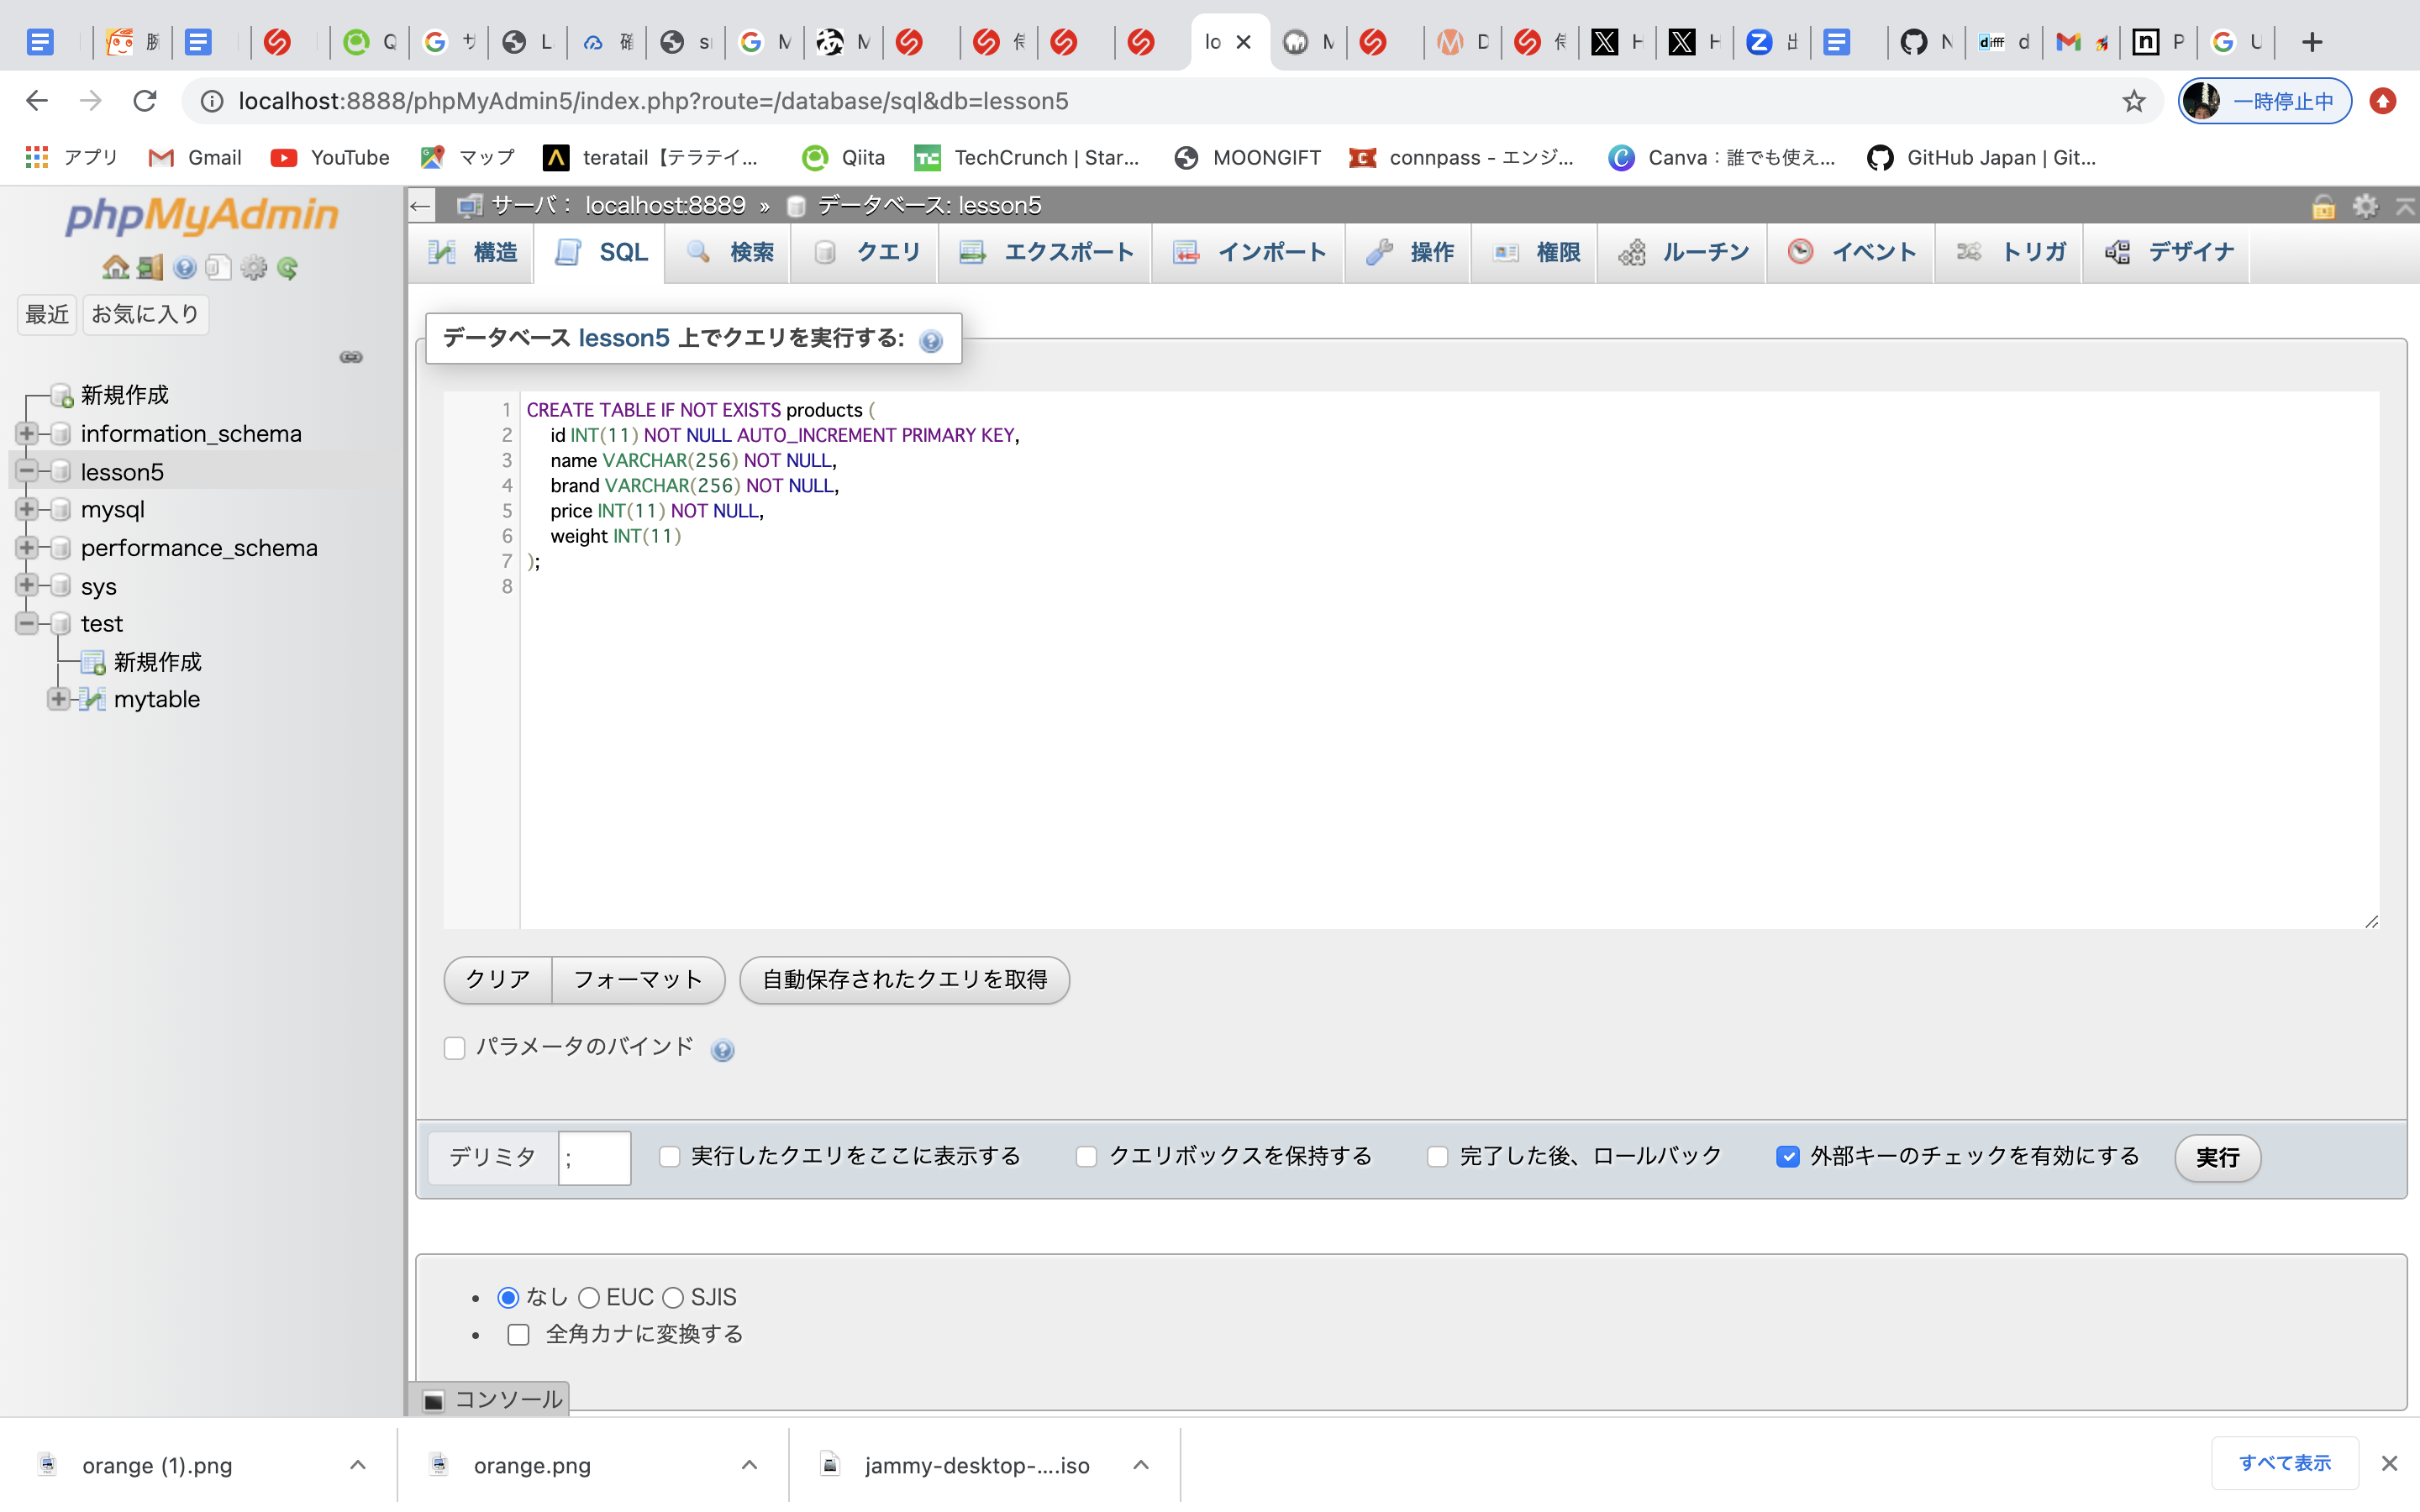 Q
L
M
M
lo
M
D
H
H
N
diff d
P
U
localhost:8888/phpMyAdmin5/index.php?route=/database/sql&db=lesson5
一時停止中
アプリ Gmail YouTube マップ teratail【テラテイ... Qiita TechCrunch | Star... MOONGIFT connpass - エンジ... Canva：誰でも使え... GitHub Japan | Git...
phpMyAdmin
最近 お気に入り
新規作成
information_schema
lesson5
mysql
performance_schema
sys
test
新規作成
mytable
サーバ： localhost:8889 » データベース: lesson5
構造 SQL 検索 クエリ エクスポート インポート 操作 権限 ルーチン イベント トリガ デザイナ
データベース lesson5 上でクエリを実行する:
1 CREATE TABLE IF NOT EXISTS products (
2 id INT(11) NOT NULL AUTO_INCREMENT PRIMARY KEY,
3 name VARCHAR(256) NOT NULL,
4 brand VARCHAR(256) NOT NULL,
5 price INT(11) NOT NULL,
6 weight INT(11)
7 );
8
クリア フォーマット 自動保存されたクエリを取得
パラメータのバインド
デリミタ ; 実行したクエリをここに表示する クエリボックスを保持する 完了した後、ロールバック 外部キーのチェックを有効にする 実行
なし EUC SJIS
全角カナに変換する
コンソール
orange (1).png orange.png jammy-desktop-....iso すべて表示